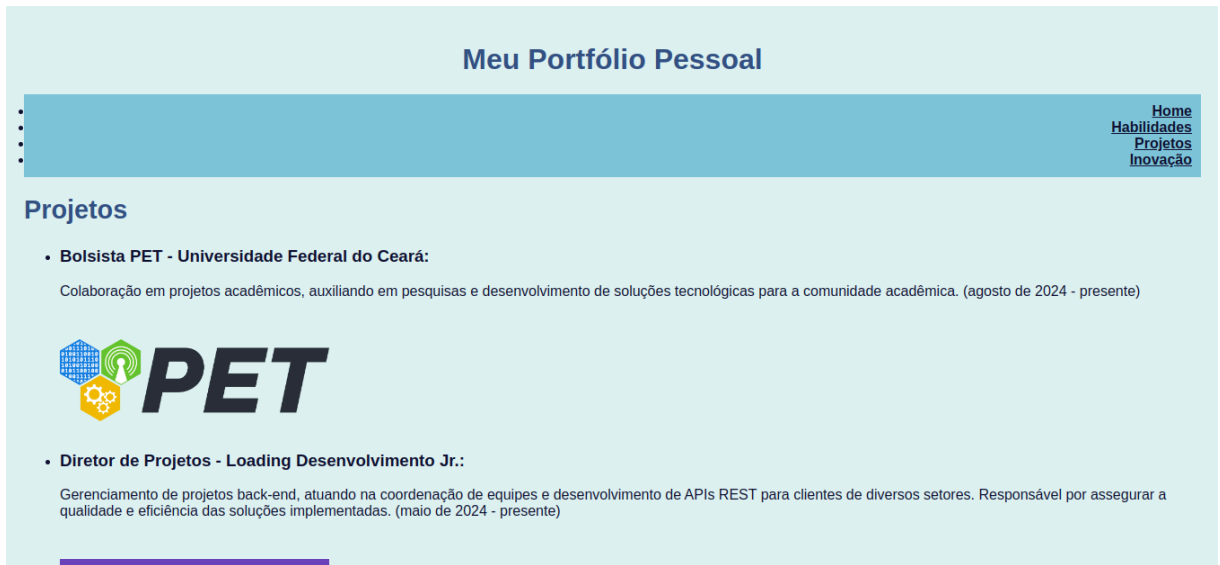 Meu Portfólio Pessoal
Home
Habilidades
Projetos
Inovação
Projetos
Bolsista PET - Universidade Federal do Ceará:
Colaboração em projetos acadêmicos, auxiliando em pesquisas e desenvolvimento de soluções tecnológicas para a comunidade acadêmica. (agosto de 2024 - presente)
PET
Diretor de Projetos - Loading Desenvolvimento Jr.:
Gerenciamento de projetos back-end, atuando na coordenação de equipes e desenvolvimento de APIs REST para clientes de diversos setores. Responsável por assegurar a
qualidade e eficiência das soluções implementadas. (maio de 2024 - presente)